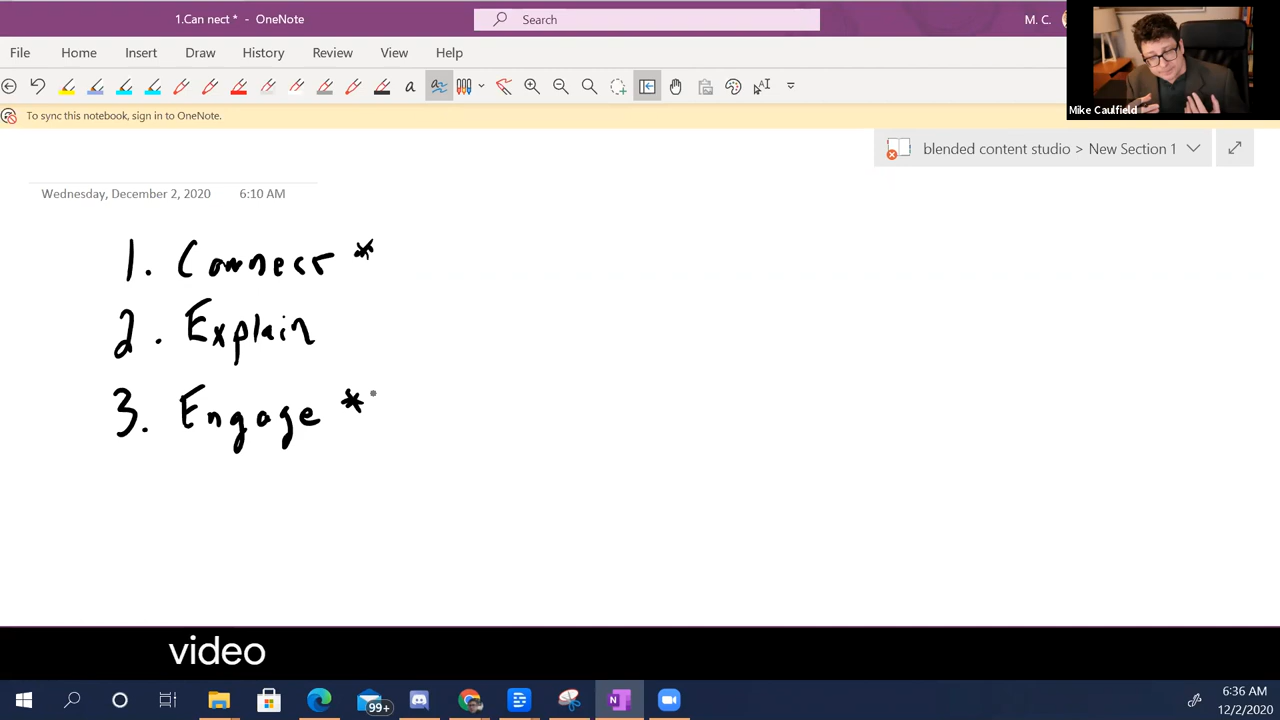 1.Can nect * - OneNote
Search
M. C.
File Home Insert Draw History Review View Help
To sync this notebook, sign in to OneNote.
Mike Caulfield
blended content studio > New Section 1
Wednesday, December 2, 2020 6:10 AM
1. Connect *
2. Explain
3. Engage *
video
99+
6:36 AM
12/2/2020